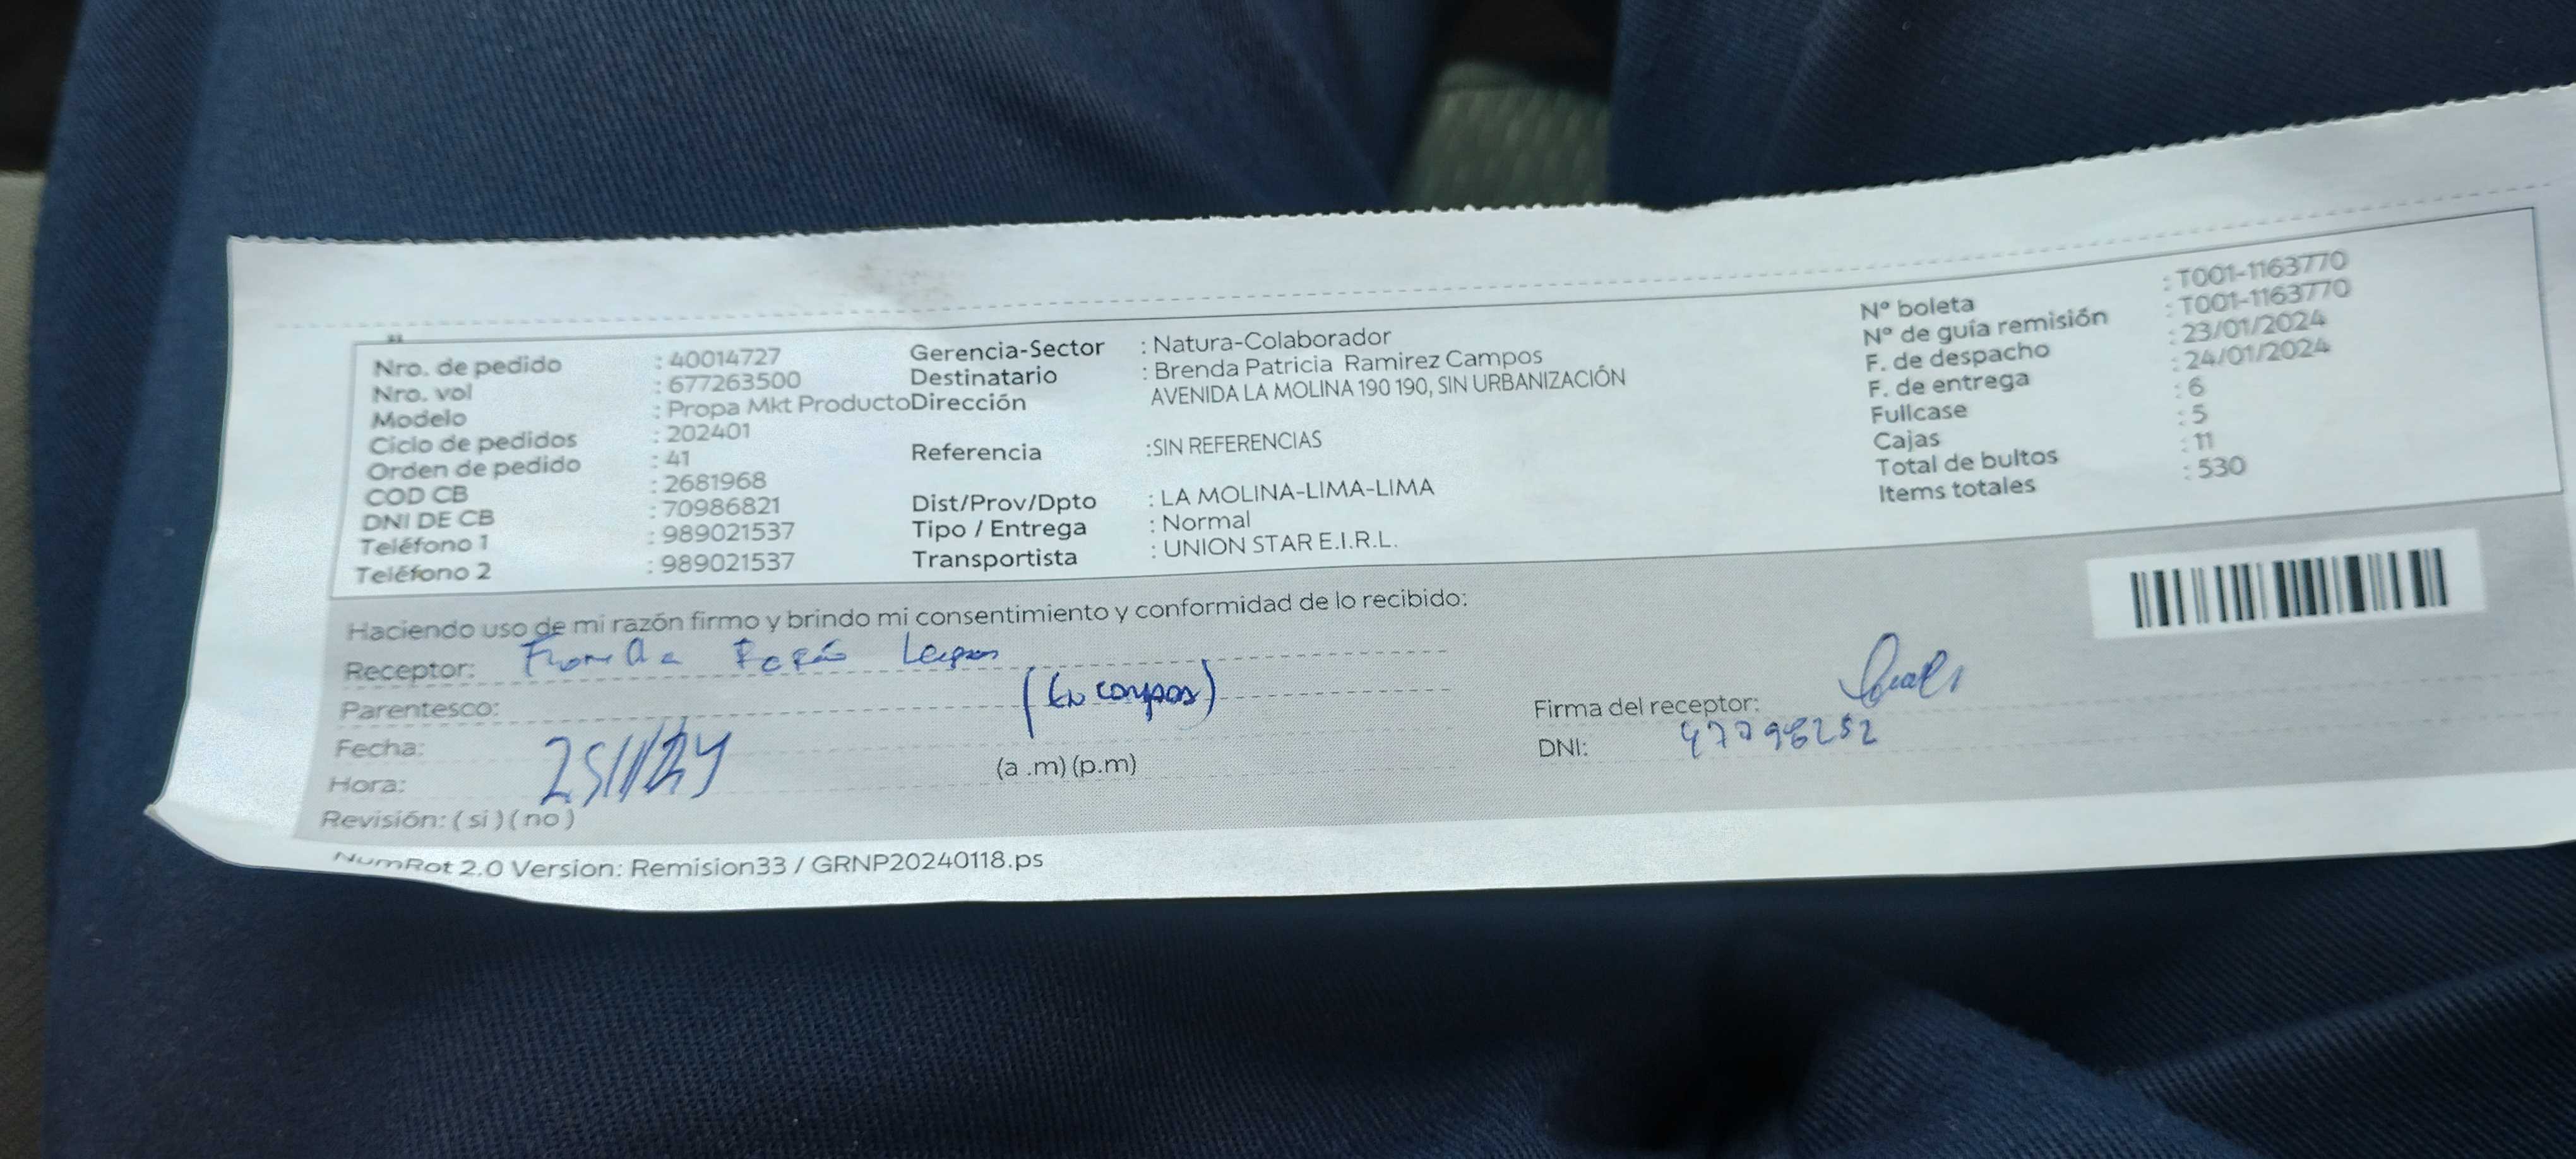 Nro. de pedido : 40014727
Nro. vol : 677263500
Modelo : Propa Mkt Producto
Ciclo de pedidos : 202401
Orden de pedido : 41
COD CB : 2681968
DNI DE CB : 70986821
Teléfono 1 : 989021537
Teléfono 2 : 989021537
Gerencia-Sector : Natura-Colaborador
Destinatario : Brenda Patricia Ramirez Campos
Dirección AVENIDA LA MOLINA 190 190, SIN URBANIZACIÓN
Referencia :SIN REFERENCIAS
Dist/Prov/Dpto : LA MOLINA-LIMA-LIMA
Tipo / Entrega : Normal
Transportista : UNION STAR E.I.R.L.
Nº boleta : T001-1163770
Nº de guía remisión : T001-1163770
F. de despacho : 23/01/2024
F. de entrega : 24/01/2024
Fullcase : 6
Cajas : 5
Total de bultos : 11
Items totales : 530
Haciendo uso de mi razón firmo y brindo mi consentimiento y conformidad de lo recibido:
Receptor:
Parentesco:
Fecha: 25/1/24
Hora: (a .m) (p.m)
Revisión: ( si ) ( no )
Firma del receptor:
DNI:
NumRot 2.0 Version: Remision33 / GRNP20240118.ps